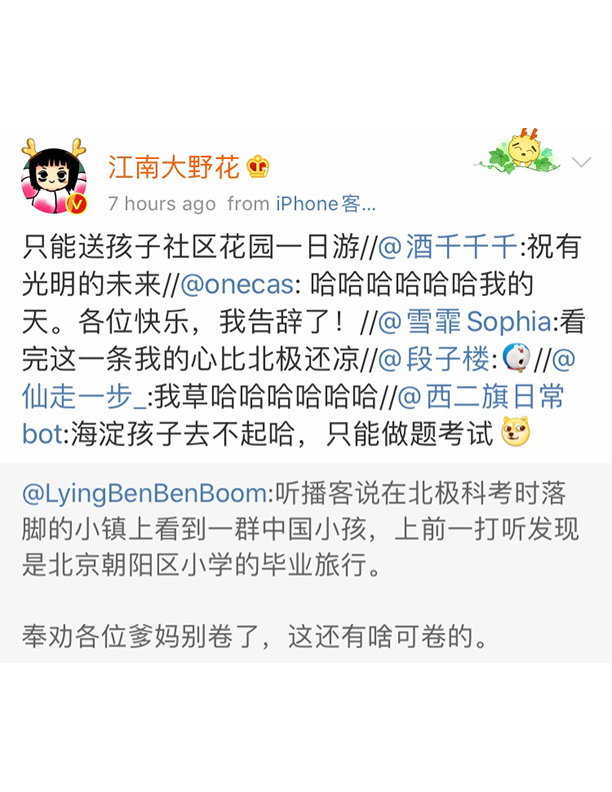 江南大野花
7 hours ago from iPhone客...
只能送孩子社区花园一日游//@酒千千千:祝有
光明的未来//@onecas: 哈哈哈哈哈哈我的
天。各位快乐，我告辞了！//@雪霏Sophia:看
完这一条我的心比北极还凉//@段子楼://@
仙走一步_:我草哈哈哈哈哈哈//@西二旗日常
bot:海淀孩子去不起哈，只能做题考试
@LyingBenBenBoom:听播客说在北极科考时落
脚的小镇上看到一群中国小孩，上前一打听发现
是北京朝阳区小学的毕业旅行。
奉劝各位爹妈别卷了，这还有啥可卷的。